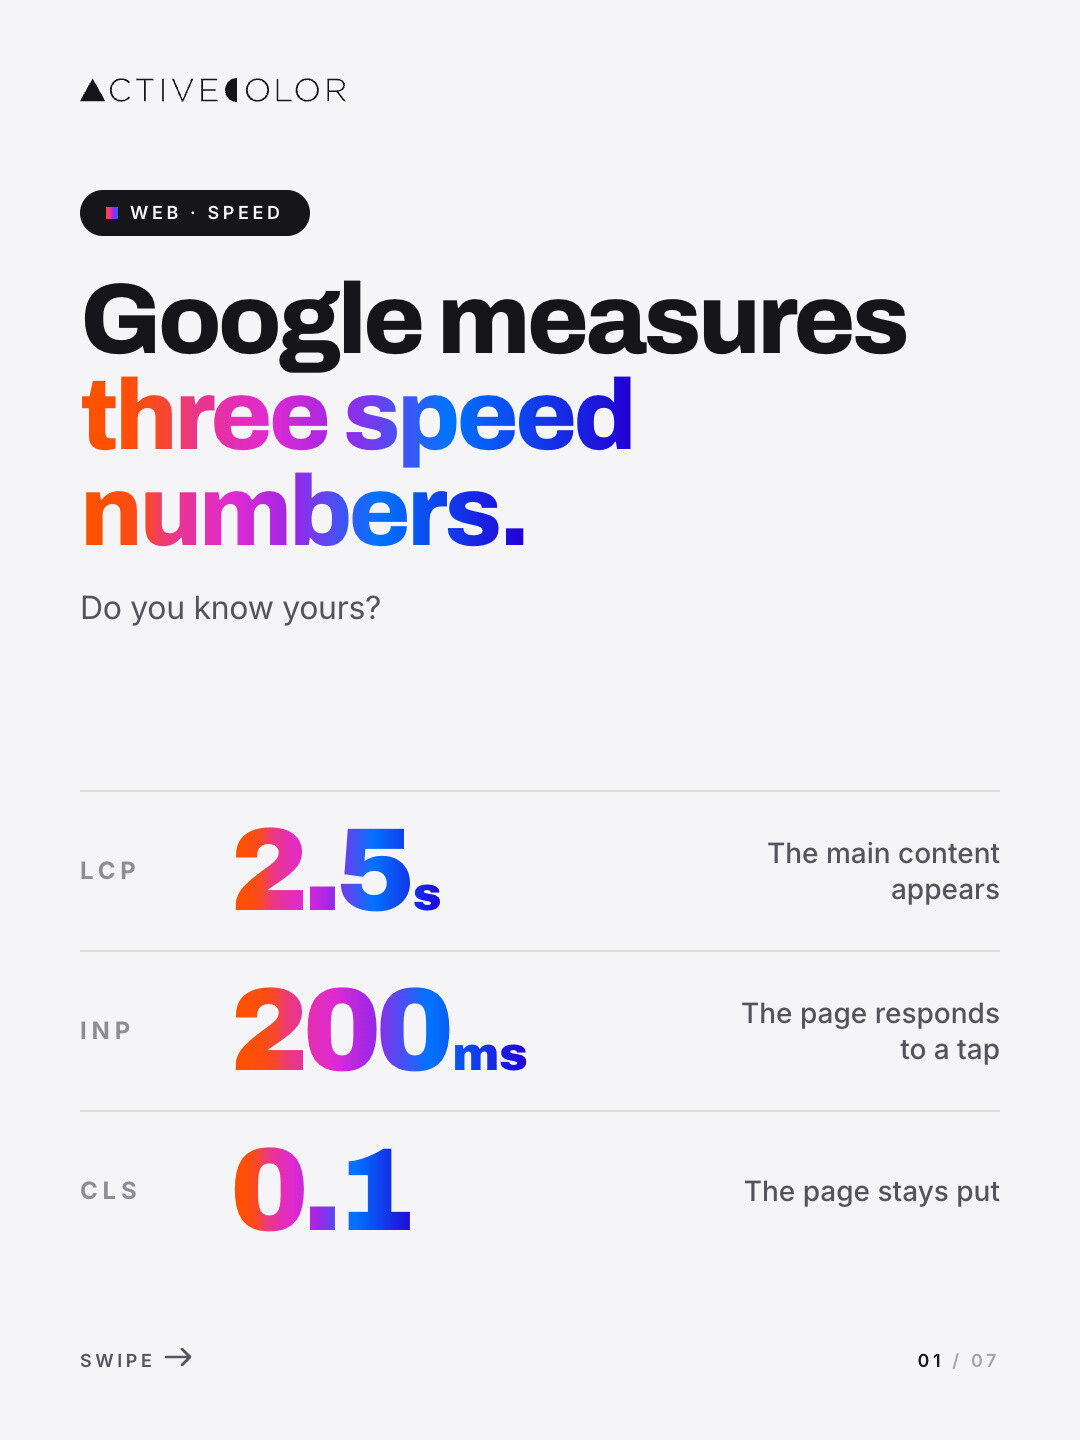 ACTIVECOLOR
WEB · SPEED
Google measures
three speed
numbers.
Do you know yours?
LCP
2.5s
The main content
appears
INP
200ms
The page responds
to a tap
CLS
0.1
The page stays put
SWIPE →
01 / 07